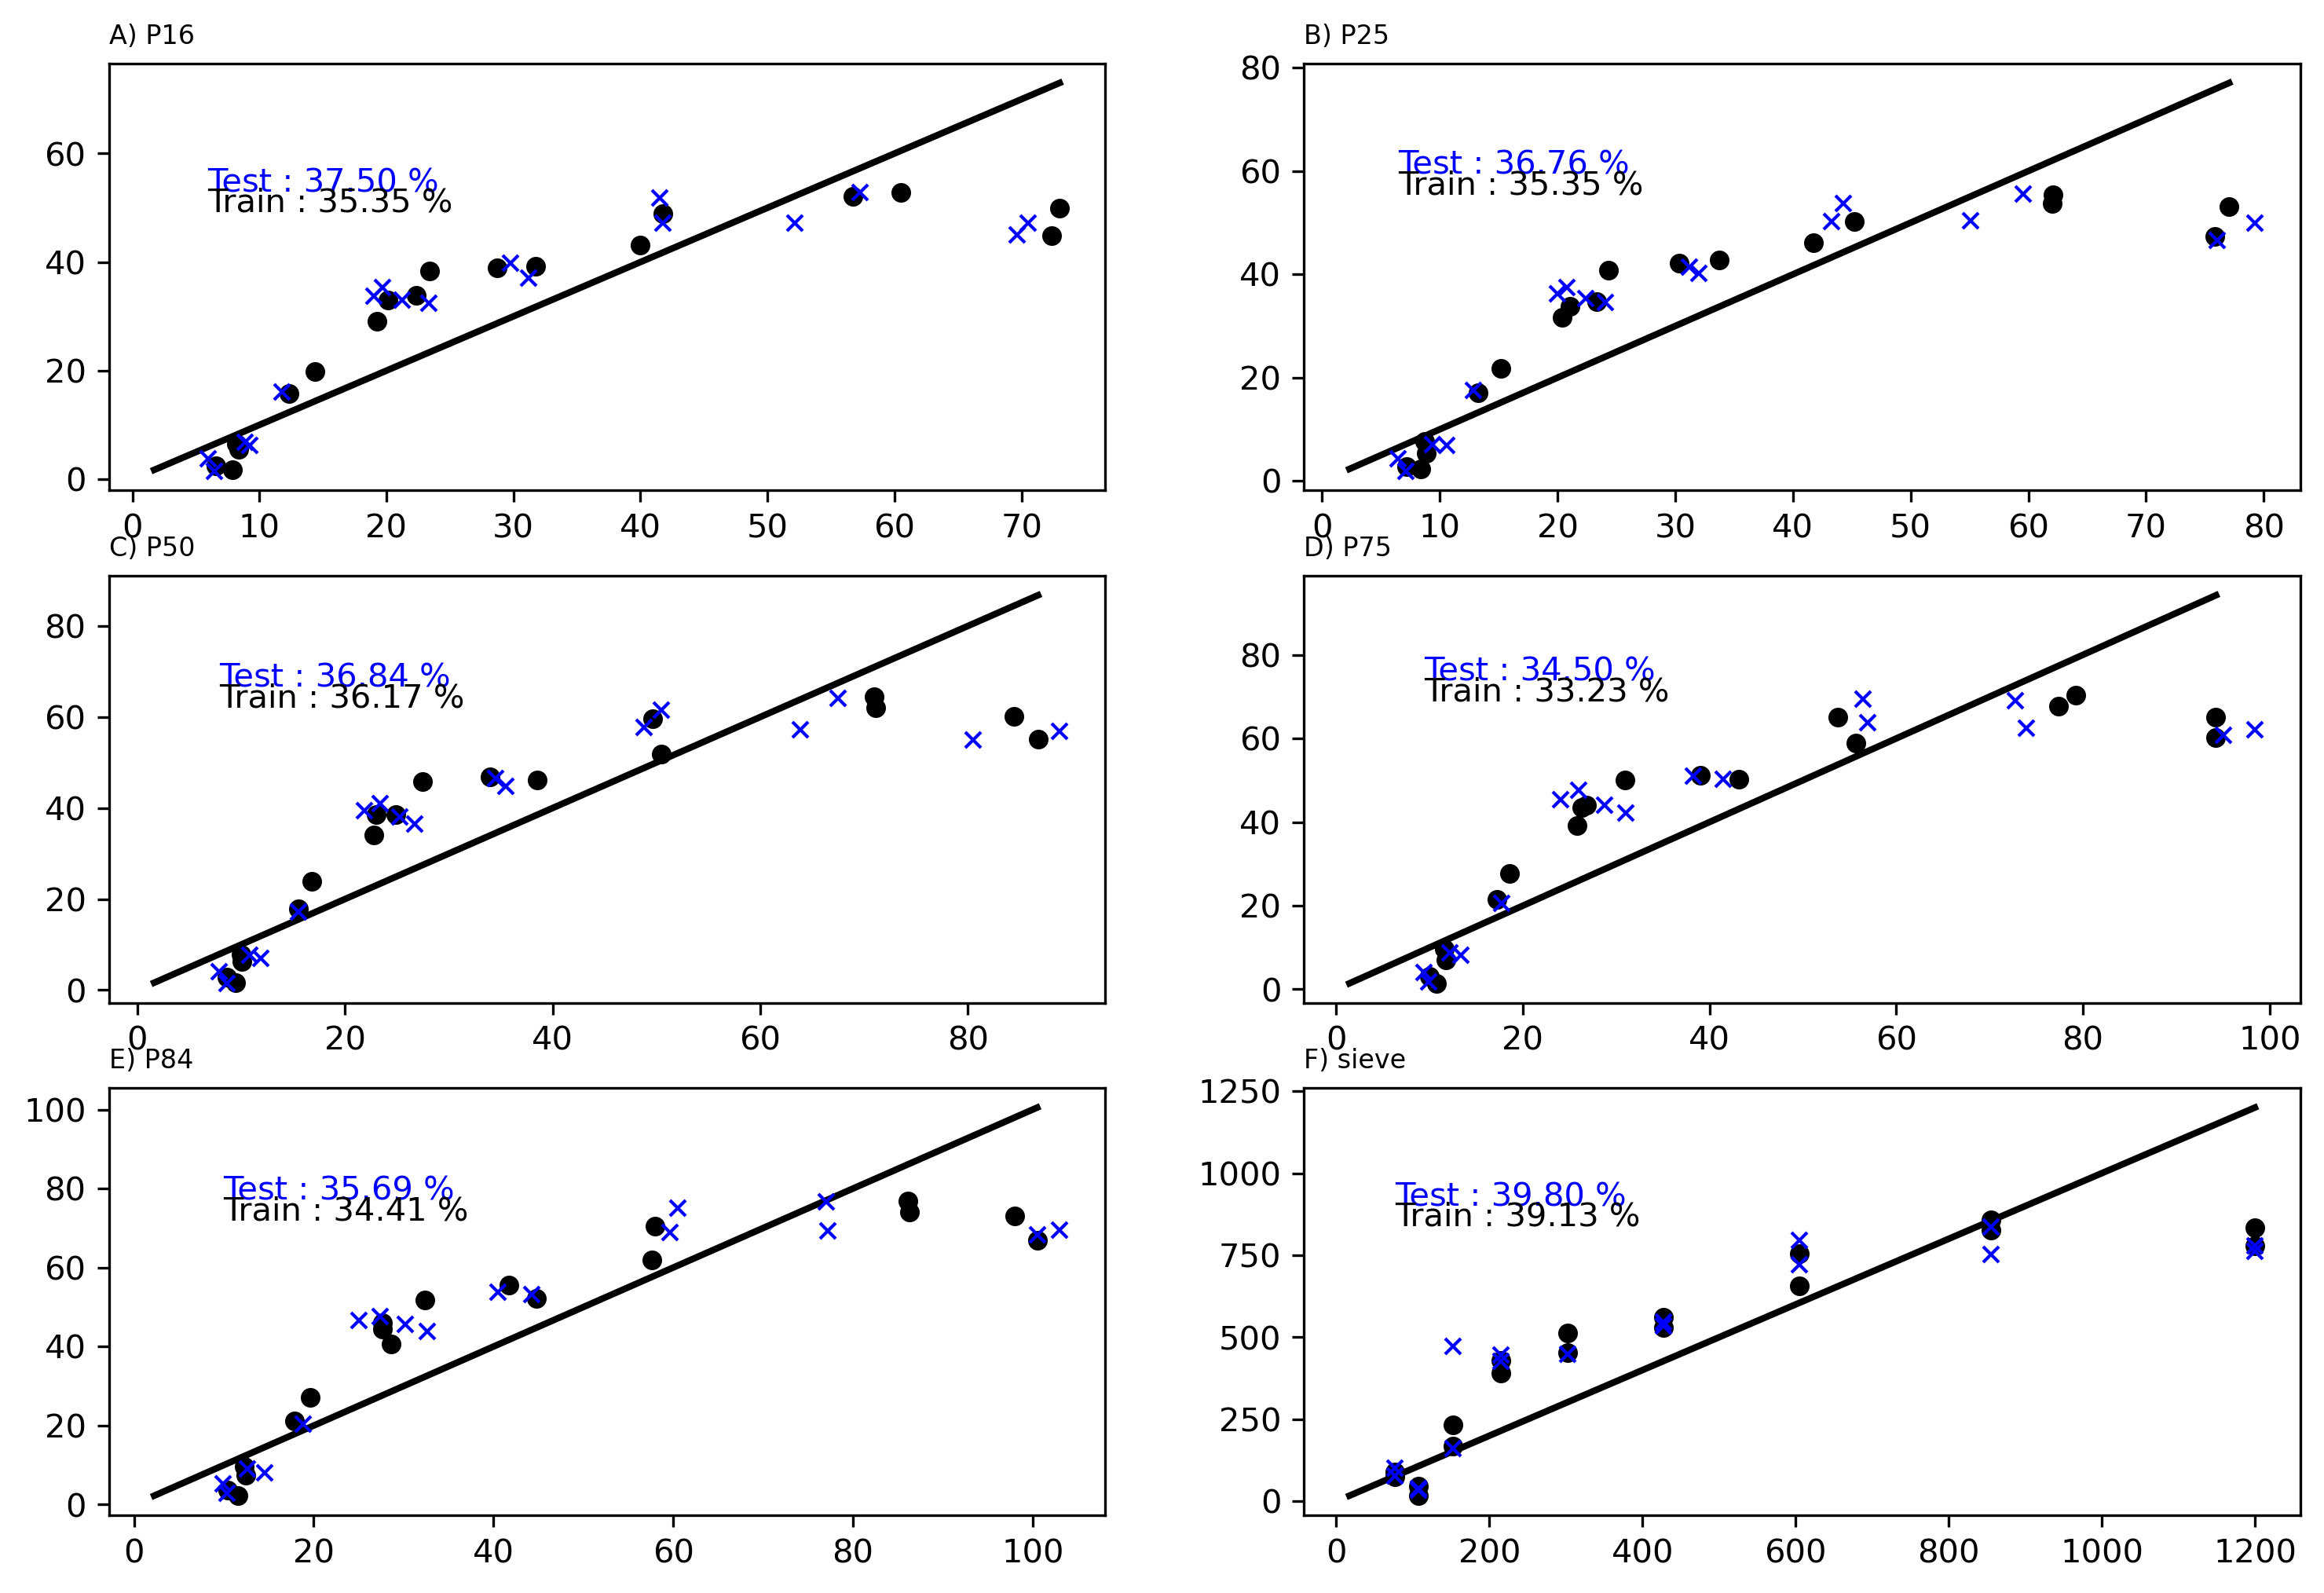 A) P16
60
40
20
0
Test : 37.50 %
Train : 35.35 %
0 10 20 30 40 50 60 70
B) P25
80
60
40
20
0
Test : 36.76 %
Train : 35.35 %
0 10 20 30 40 50 60 70 80
C) P50
80
60
40
20
0
Test : 36.84 %
Train : 36.17 %
0 20 40 60 80
D) P75
80
60
40
20
0
Test : 34.50 %
Train : 33.23 %
0 20 40 60 80 100
E) P84
100
80
60
40
20
0
Test : 35.69 %
Train : 34.41 %
0 20 40 60 80 100
F) sieve
1250
1000
750
500
250
0
Test : 39.80 %
Train : 39.13 %
0 200 400 600 800 1000 1200